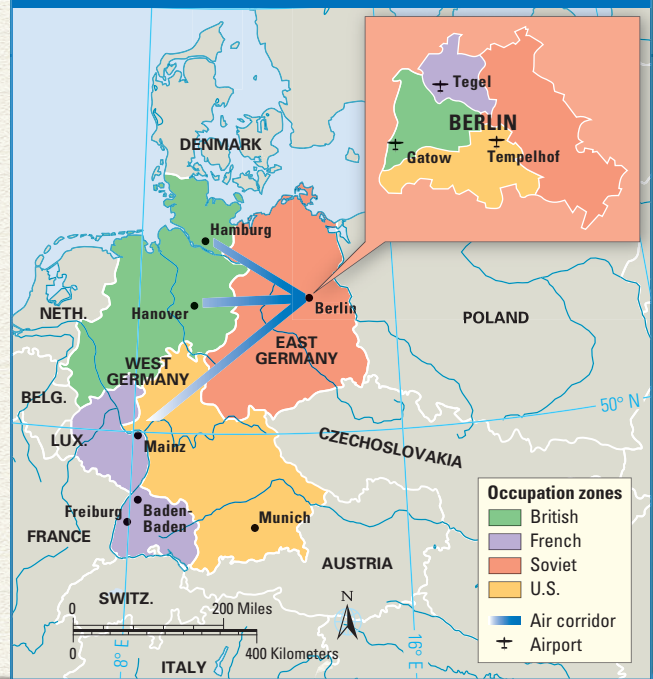 Tegel
BERLIN
Gatow
Tempelhof
DENMARK
Hamburg
NETH.
Hanover
Berlin
POLAND
EAST
GERMANY
WEST
GERMANY
BELG.
50° N
LUX.
Mainz
CZECHOSLOVAKIA
Freiburg
Baden-
Baden
Munich
FRANCE
AUSTRIA
SWITZ.
ITALY
0 200 Miles
0 400 Kilometers
8° E
N
16° E
Occupation zones
British
French
Soviet
U.S.
Air corridor
Airport